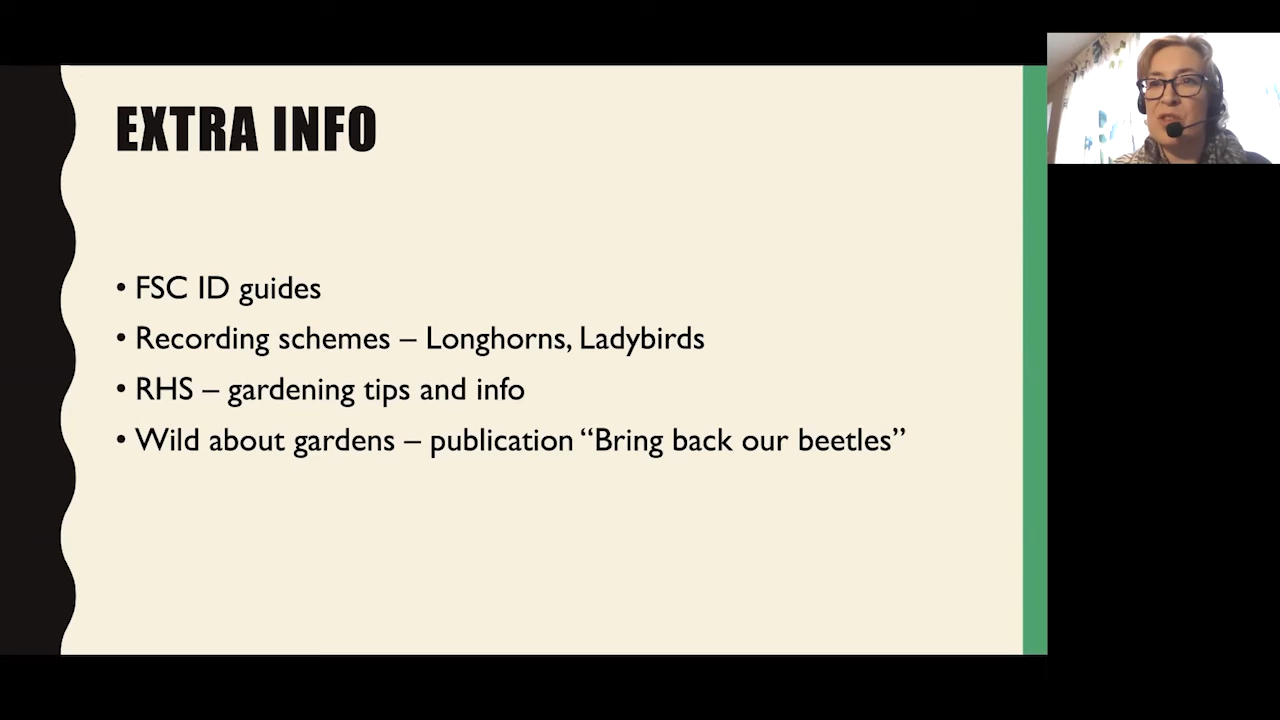 EXTRA INFO
• FSC ID guides
• Recording schemes – Longhorns, Ladybirds
• RHS – gardening tips and info
• Wild about gardens – publication “Bring back our beetles”